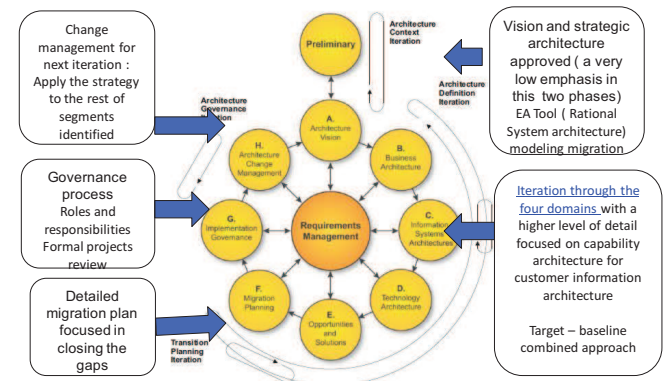 Change
management for
next iteration :
Apply the strategy
to the rest of
segments
identified
Governance
process
Roles and
responsibilities
Formal projects
review
Detailed
migration plan
focused in
closing the
gaps
Architecture
Context
Iteration
Preliminary
Architecture
Governance
Architecture
Definition
Iteration
A.
Architecture
Vision
H.
Architecture
Change
Management
B.
Business
Architecture
G.
Implementation
Governance
Requirements
Management
C.
Information
Systems
Architectures
F.
Migration
Planning
D.
Technology
Architecture
E.
Opportunities
and
Solutions
Transition
Planning
Iteration
Vision and strategic
architecture
approved ( a very
low emphasis in
this two phases)
EA Tool ( Rational
System architecture)
modeling migration
Iteration through the
four domains with a
higher level of detail
focused on capability
architecture for
customer information
architecture
Target – baseline
combined approach